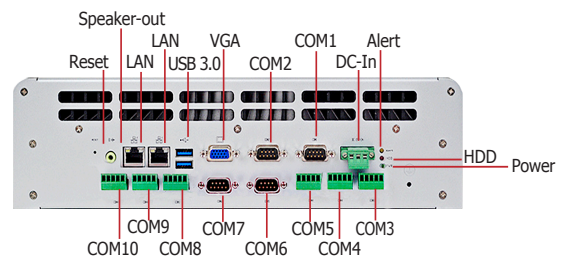 Speaker-out
LAN VGA COM1 Alert
Reset LAN USB 3.0 COM2 DC-In
HDD
Power
COM10 COM9 COM8 COM7 COM6 COM5 COM4 COM3